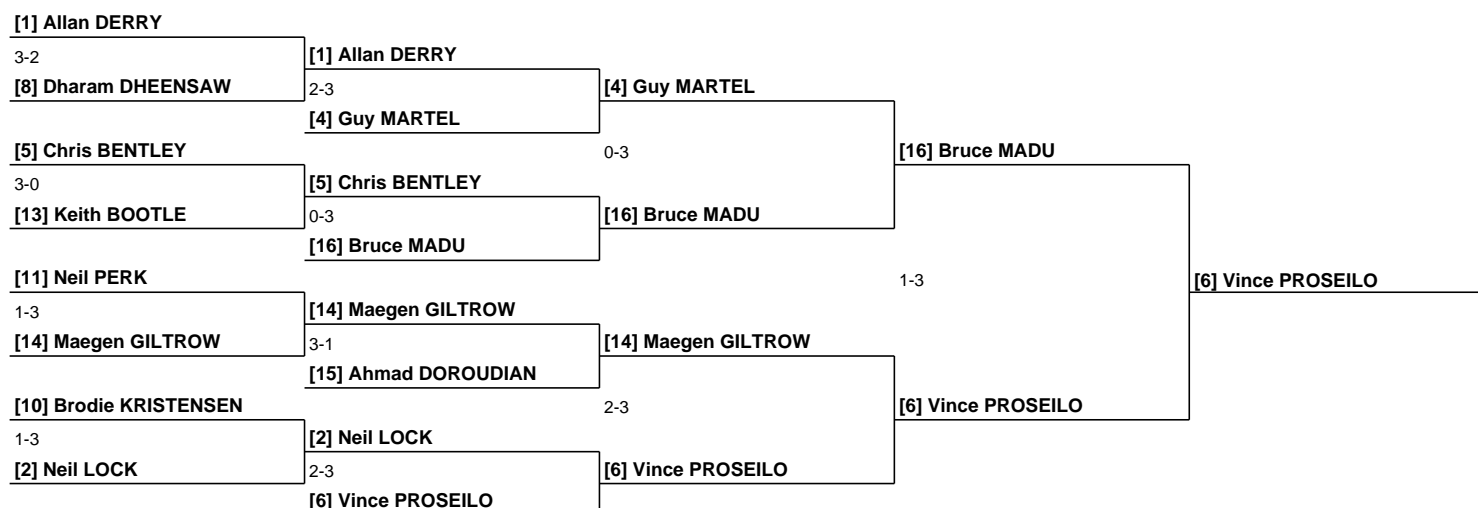 [1] Allan DERRY
3-2
[1] Allan DERRY
[8] Dharam DHEENSAW
2-3
[4] Guy MARTEL
[4] Guy MARTEL
[5] Chris BENTLEY
0-3
[16] Bruce MADU
3-0
[5] Chris BENTLEY
[13] Keith BOOTLE
0-3
[16] Bruce MADU
[16] Bruce MADU
[11] Neil PERK
1-3
[6] Vince PROSEILO
1-3
[14] Maegen GILTROW
[14] Maegen GILTROW
3-1
[14] Maegen GILTROW
[15] Ahmad DOROUDIAN
[10] Brodie KRISTENSEN
2-3
[6] Vince PROSEILO
1-3
[2] Neil LOCK
[2] Neil LOCK
2-3
[6] Vince PROSEILO
[6] Vince PROSEILO